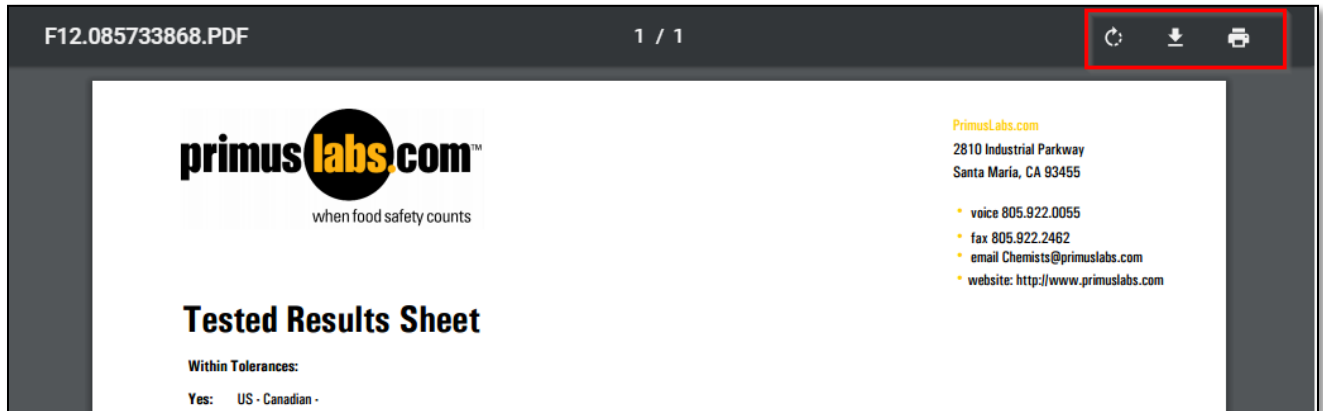 F12.085733868.PDF
1 / 1
primuslabs.com™
when food safety counts
PrimusLabs.com
2810 Industrial Parkway
Santa Maria, CA 93455
• voice 805.922.0055
• fax 805.922.2462
• email Chemists@primuslabs.com
• website: http://www.primuslabs.com
Tested Results Sheet
Within Tolerances:
Yes: US - Canadian -